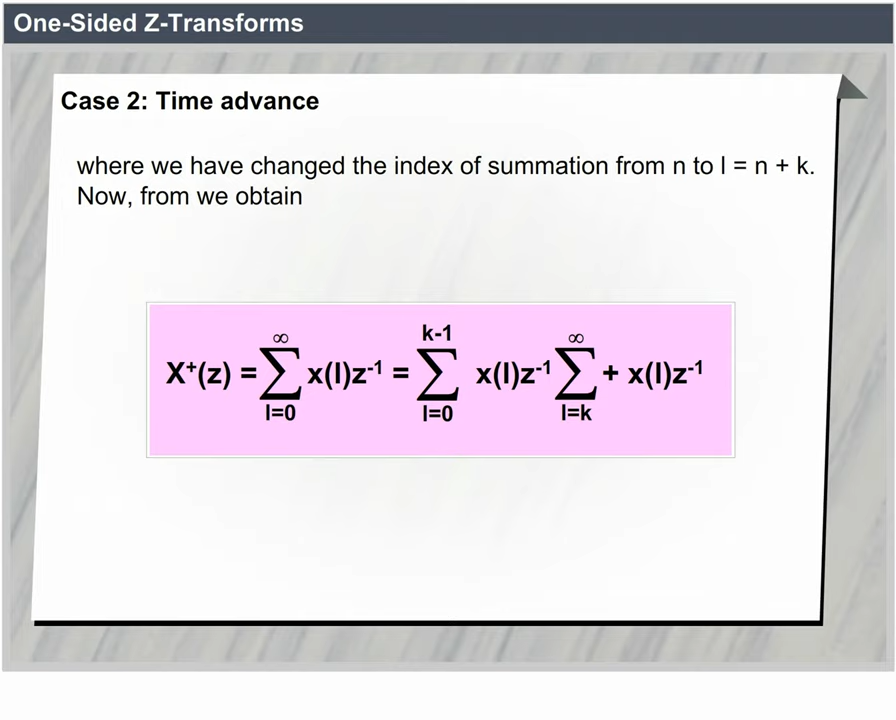 One-Sided Z-Transforms
Case 2: Time advance
where we have changed the index of summation from n to l = n + k.
Now, from we obtain
X⁺(z) = ∞∑l=0 x(l)z⁻¹ = k-1∑l=0 x(l)z⁻¹ ∞∑l=k + x(l)z⁻¹